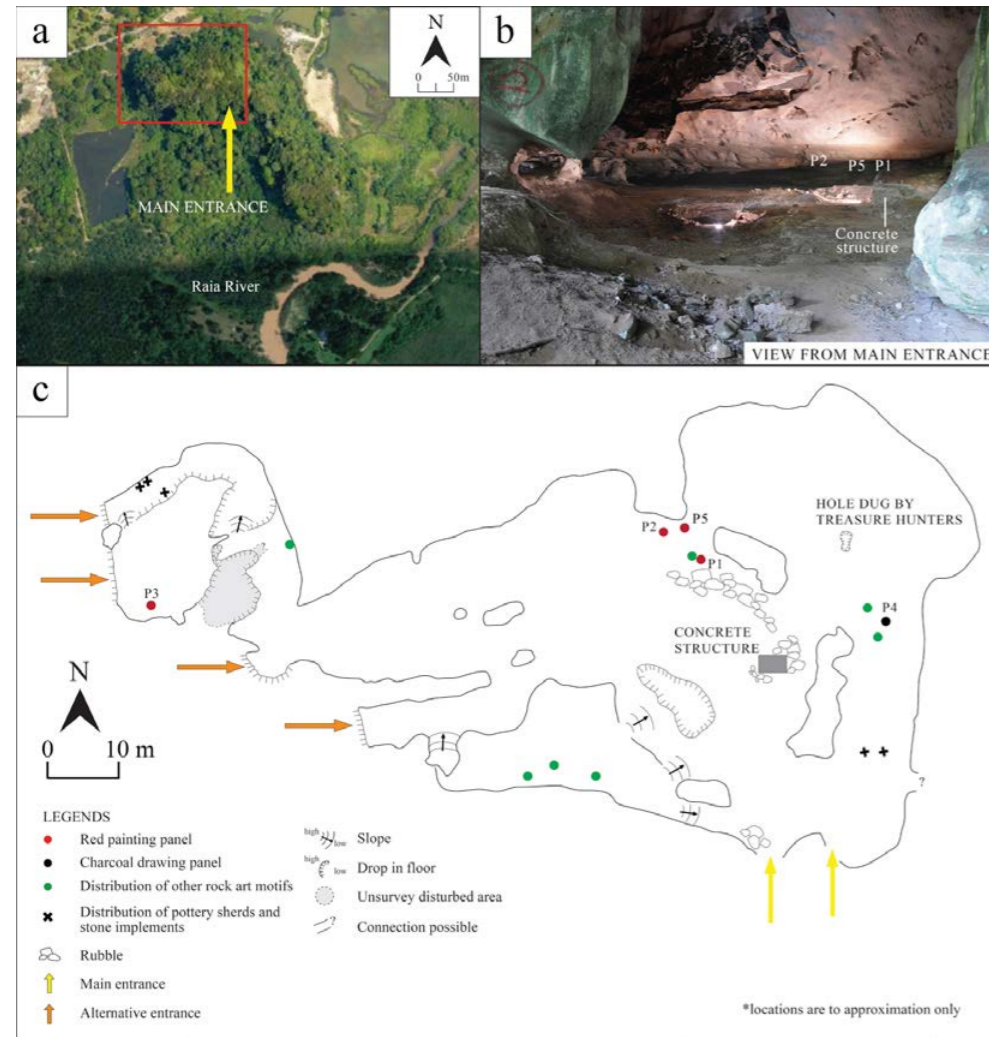 a
N
0 50m
MAIN ENTRANCE
Raia River
b
P2 P5 P1
Concrete
structure
VIEW FROM MAIN ENTRANCE
c
P3
P2
P5
P1
HOLE DUG BY
TREASURE HUNTERS
P4
CONCRETE
STRUCTURE
?
N
0 10 m
LEGENDS
Red painting panel
Charcoal drawing panel
Distribution of other rock art motifs
Distribution of pottery sherds and
stone implements
Rubble
Main entrance
Alternative entrance
high low Slope
high
low Drop in floor
Unsurvey disturbed area
? Connection possible
*locations are to approximation only